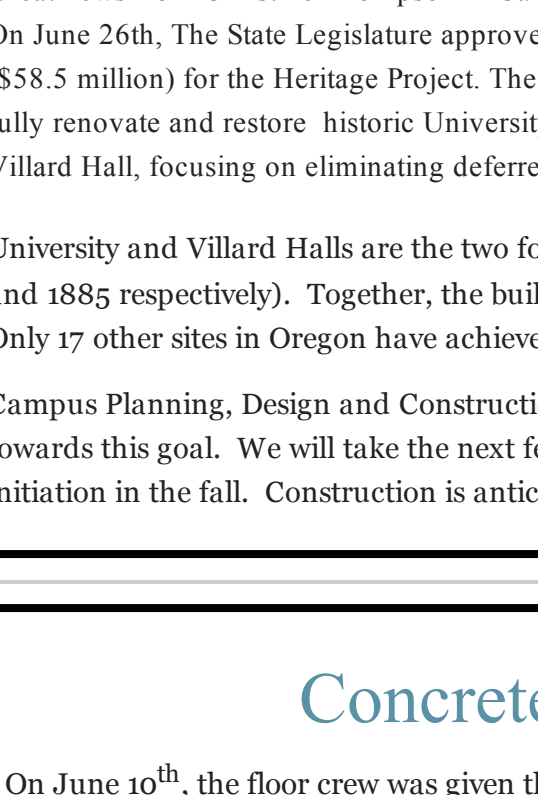 On June 26th, The State Legislature approve
$58.5 million) for the Heritage Project. The
ully renovate and restore historic Universit
Villard Hall, focusing on eliminating deferre
University and Villard Halls are the two fo
nd 1885 respectively). Together, the buil
Only 17 other sites in Oregon have achieve
Campus Planning, Design and Constructi
owards this goal. We will take the next fe
nitiation in the fall. Construction is antic
Concrete
On June 10th, the floor crew was given th